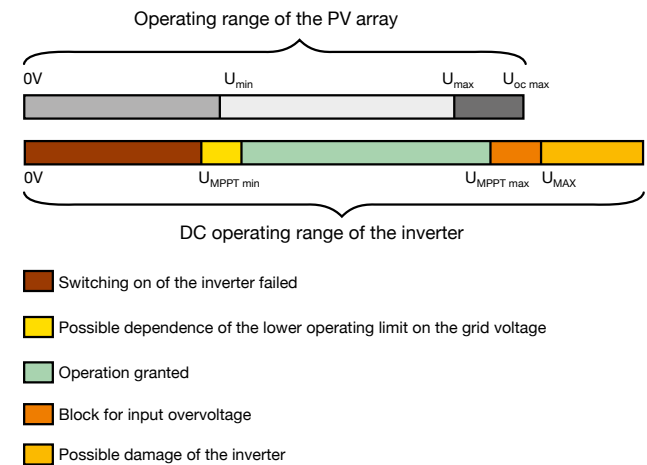 Operating range of the PV array
0V Umin Umax Uoc max
0V UMPPT min UMPPT max UMAX
DC operating range of the inverter
Switching on of the inverter failed
Possible dependence of the lower operating limit on the grid voltage
Operation granted
Block for input overvoltage
Possible damage of the inverter